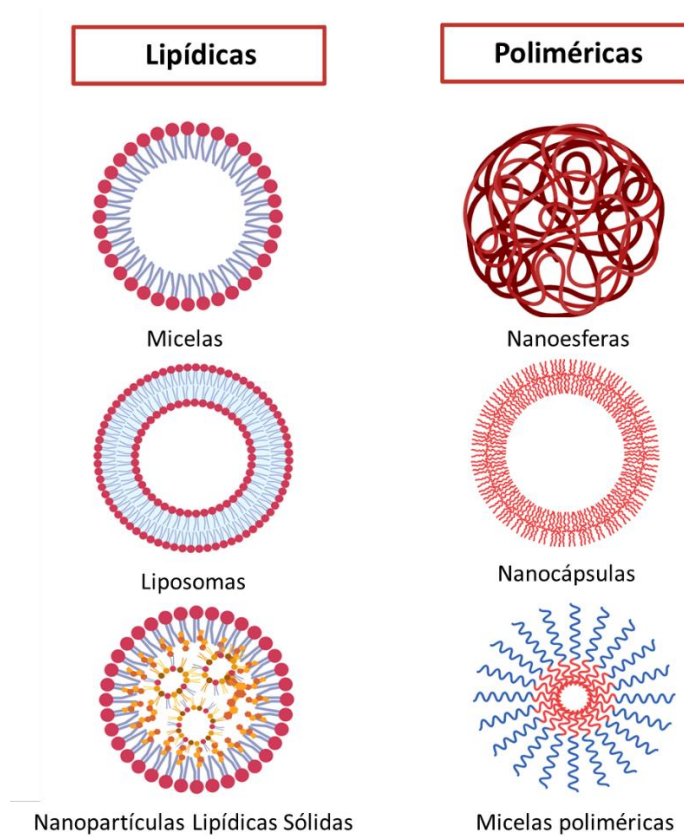 Lipídicas
Poliméricas
Micelas
Nanoesferas
Liposomas
Nanocápsulas
Nanopartículas Lipídicas Sólidas
Micelas poliméricas